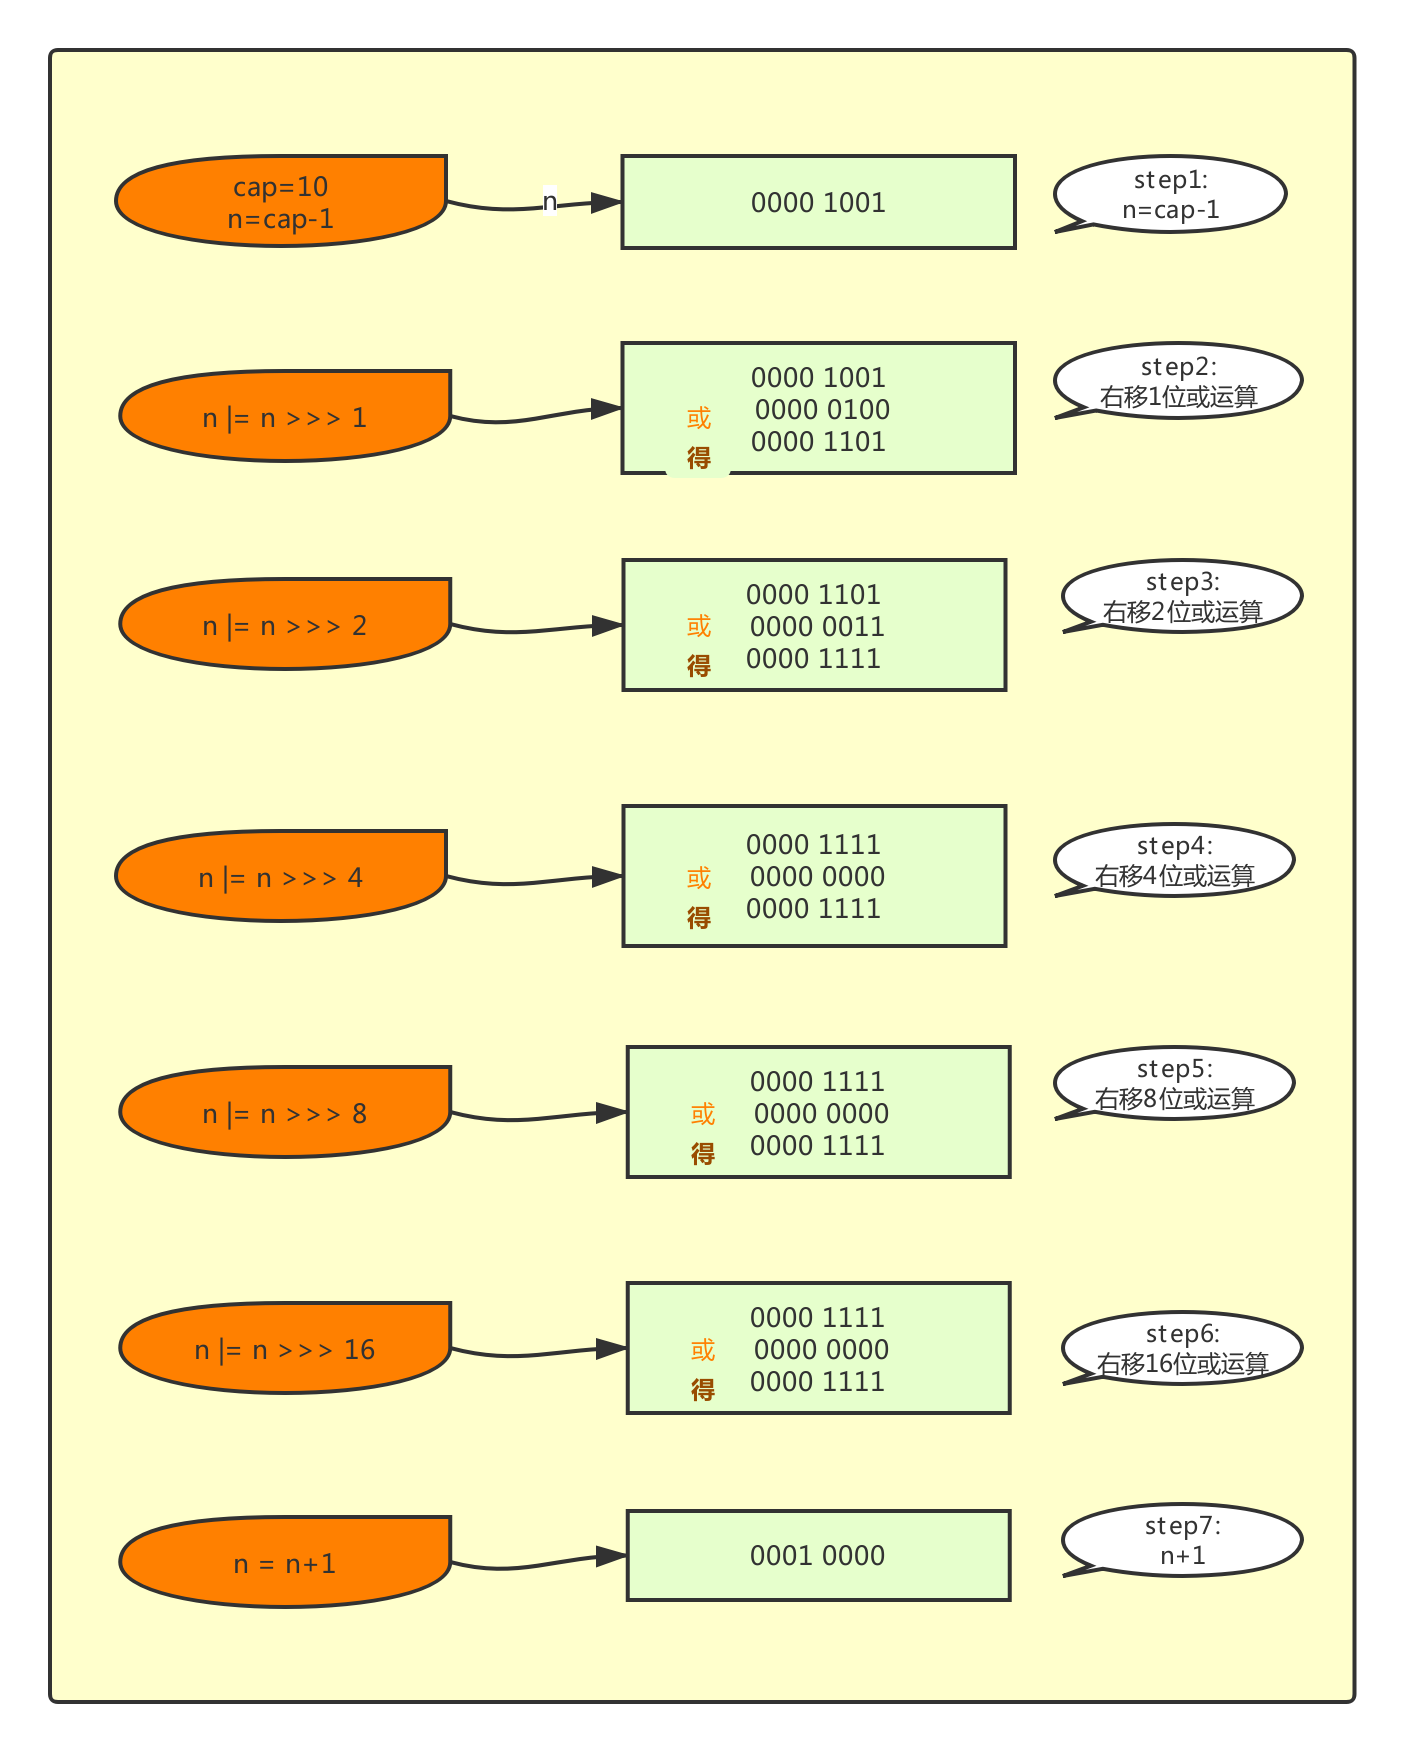 cap=10
n=cap-1
n
0000 1001
step1:
n=cap-1
n |= n >>> 1
0000 1001
或 0000 0100
得 0000 1101
step2:
右移1位或运算
n |= n >>> 2
0000 1101
或 0000 0011
得 0000 1111
step3:
右移2位或运算
n |= n >>> 4
0000 1111
或 0000 0000
得 0000 1111
step4:
右移4位或运算
n |= n >>> 8
0000 1111
或 0000 0000
得 0000 1111
step5:
右移8位或运算
n |= n >>> 16
0000 1111
或 0000 0000
得 0000 1111
step6:
右移16位或运算
n = n+1
0001 0000
step7:
n+1